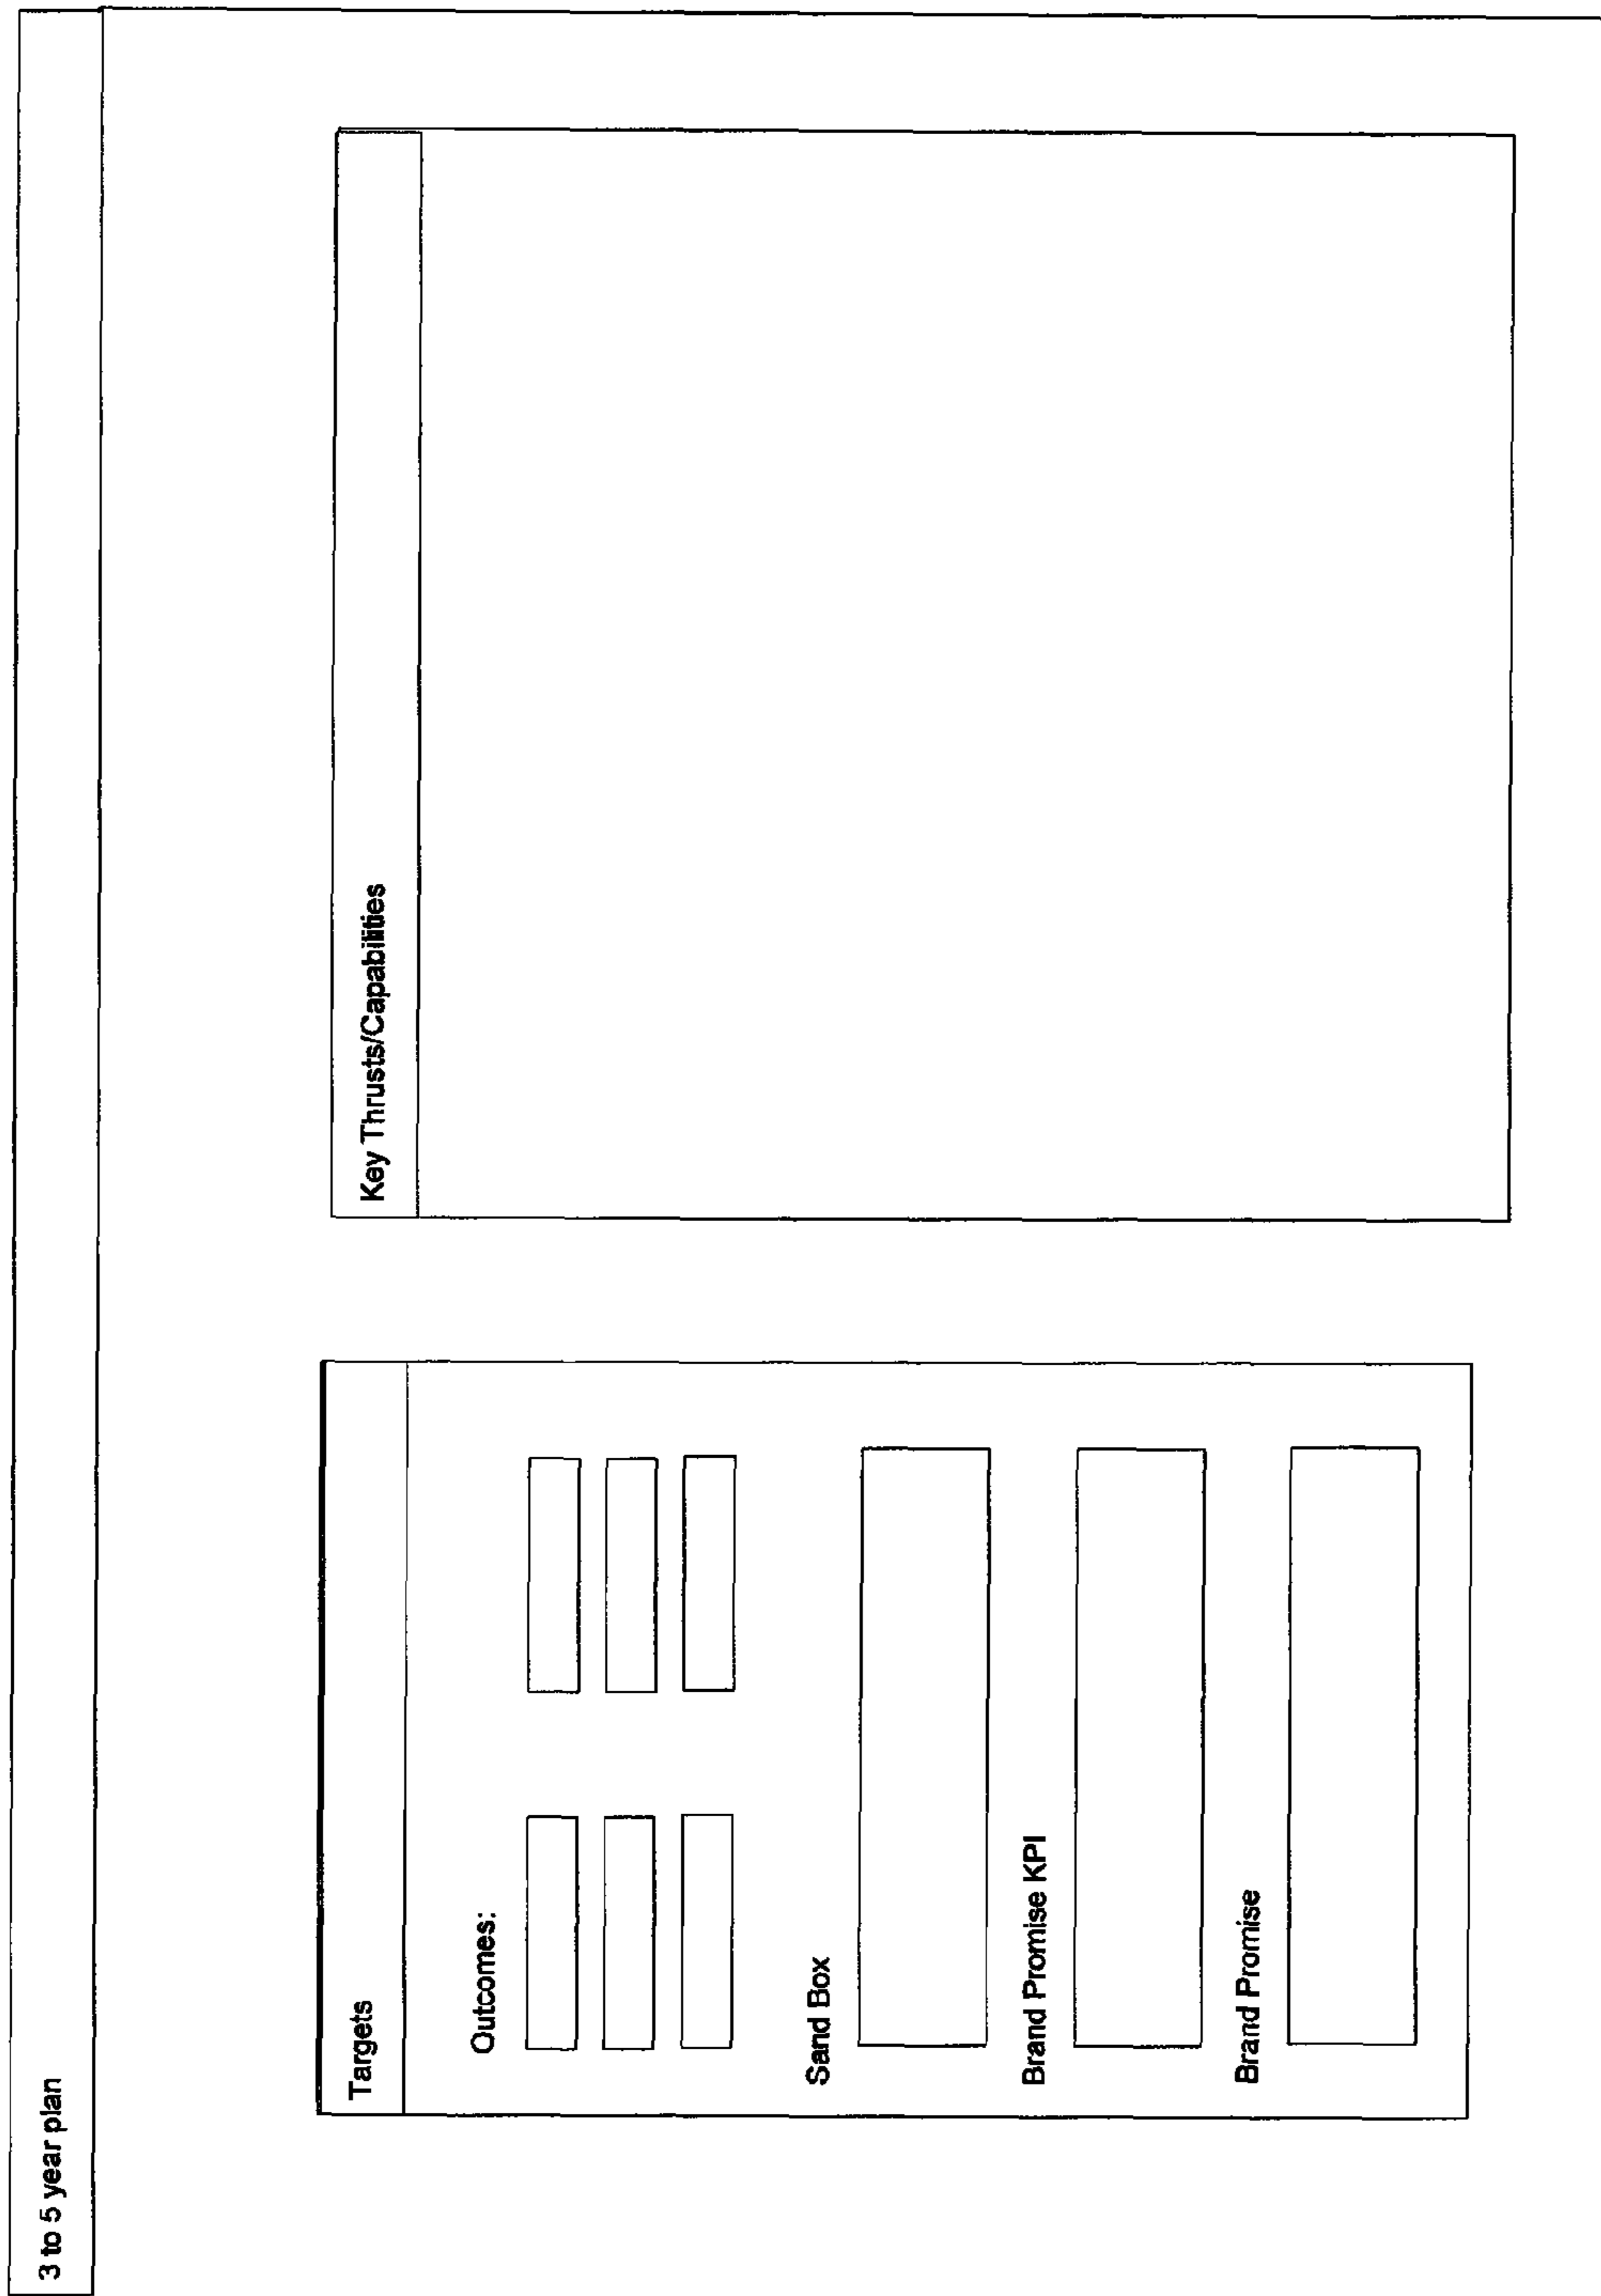 3 to 5 year plan
Targets
Outcomes:
Sand Box
Brand Promise KPI
Brand Promise
Key Thrusts/Capabilities